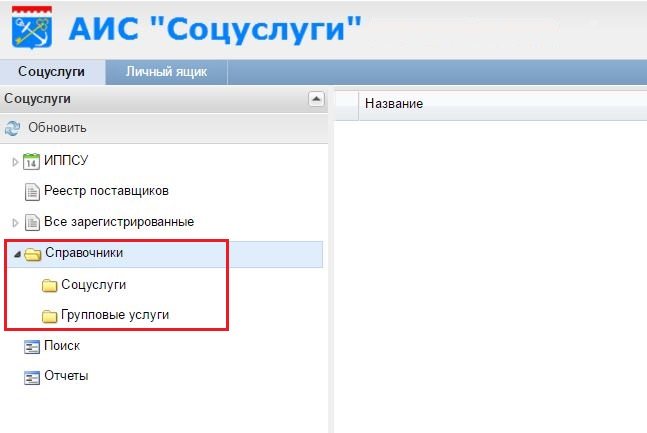 АИС "Соцуслуги"
Соцуслуги Личный ящик
Соцуслуги
Название
Обновить
14 ИППСУ
Реестр поставщиков
Все зарегистрированные
Справочники
Соцуслуги
Групповые услуги
Поиск
Отчеты